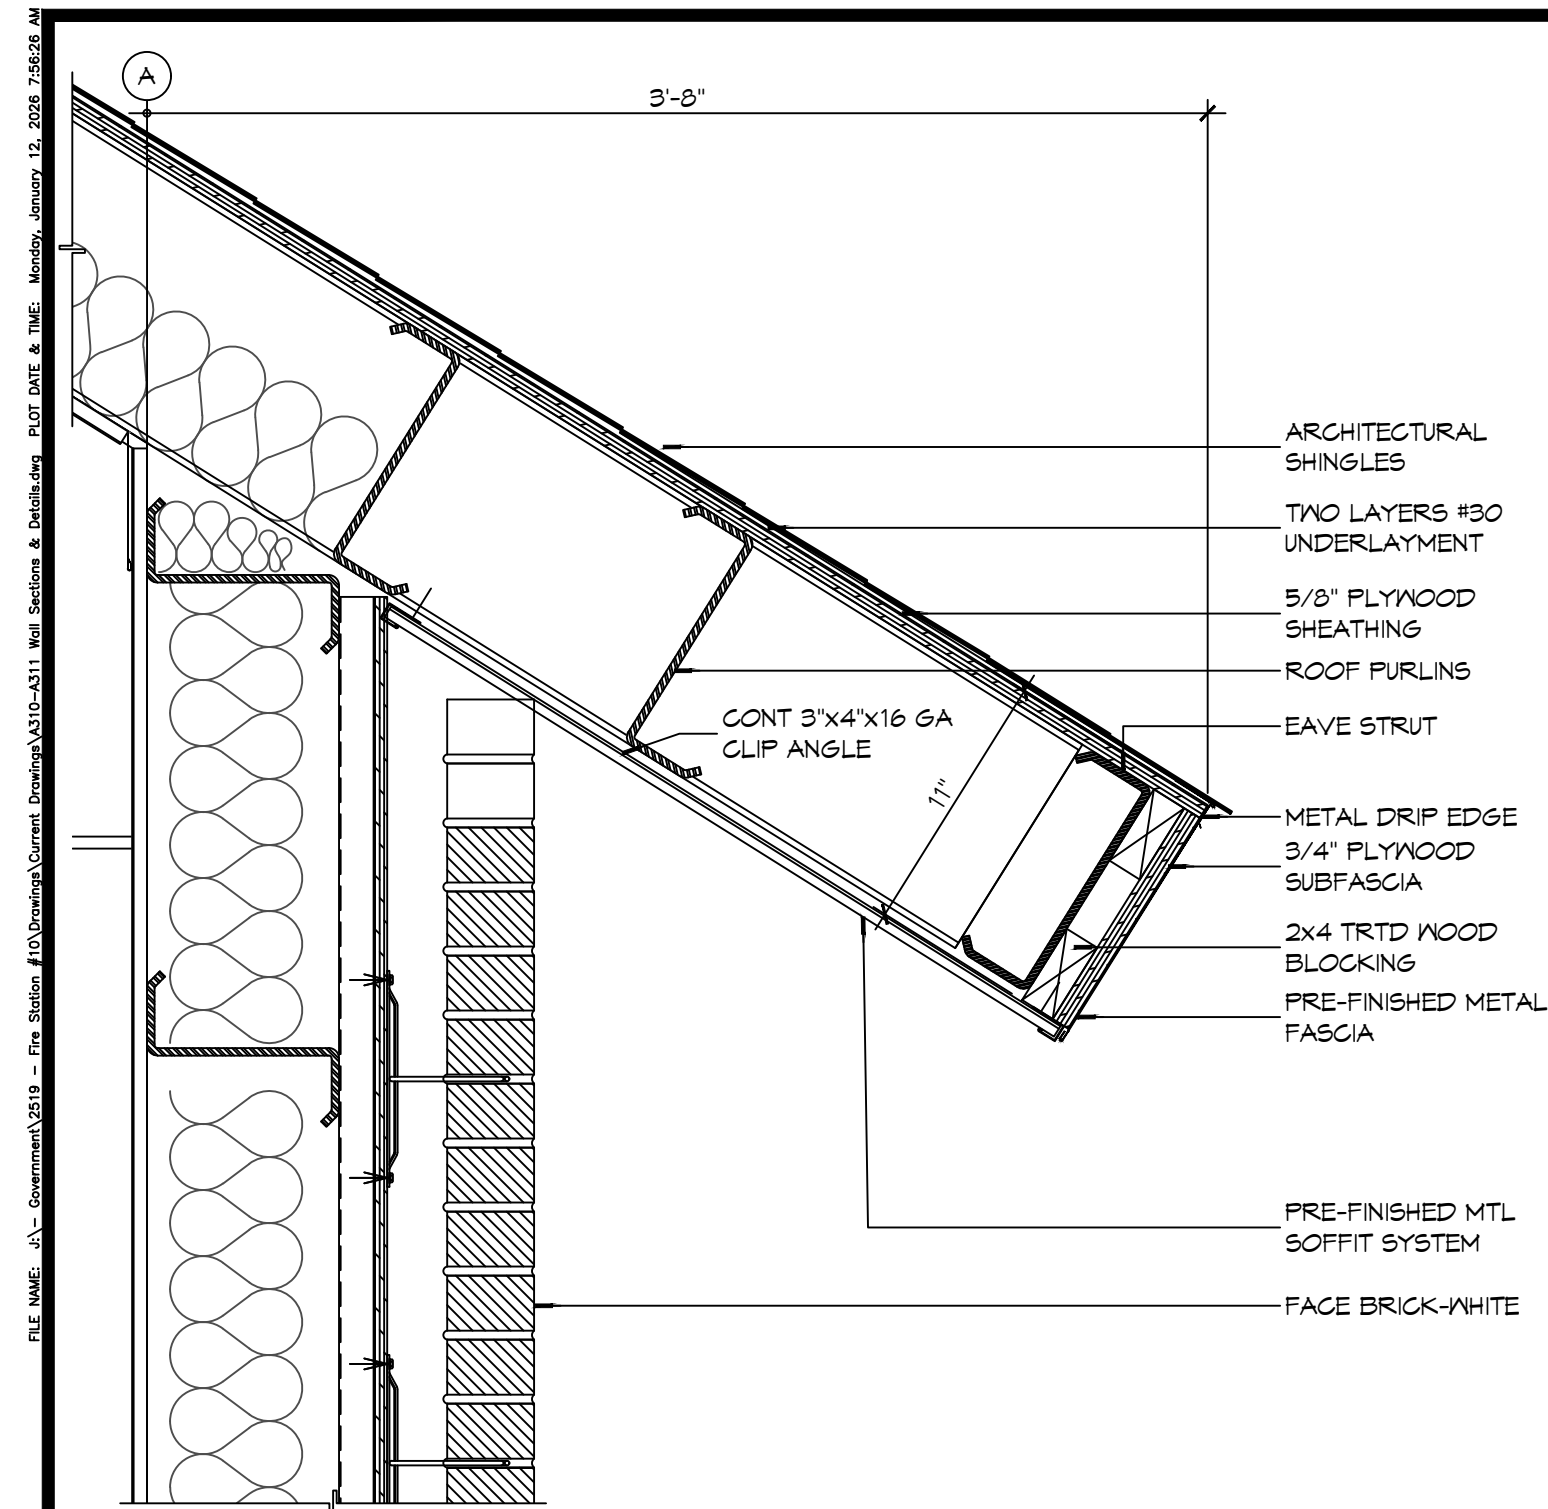 FILE NAME: J:\- Government\2519 - Fire Station #10\Drawings\Current Drawings\A310-A311 Wall Sections & Details.dwg PLOT DATE & TIME: Monday, January 12, 2026 7:56:26 AM
A
3'-8"
ARCHITECTURAL
SHINGLES
TWO LAYERS #30
UNDERLAYMENT
5/8" PLYWOOD
SHEATHING
ROOF PURLINS
CONT 3"x4"x16 GA
CLIP ANGLE
EAVE STRUT
11"
METAL DRIP EDGE
3/4" PLYWOOD
SUBFASCIA
2x4 TRTD WOOD
BLOCKING
PRE-FINISHED METAL
FASCIA
PRE-FINISHED MTL
SOFFIT SYSTEM
FACE BRICK-WHITE